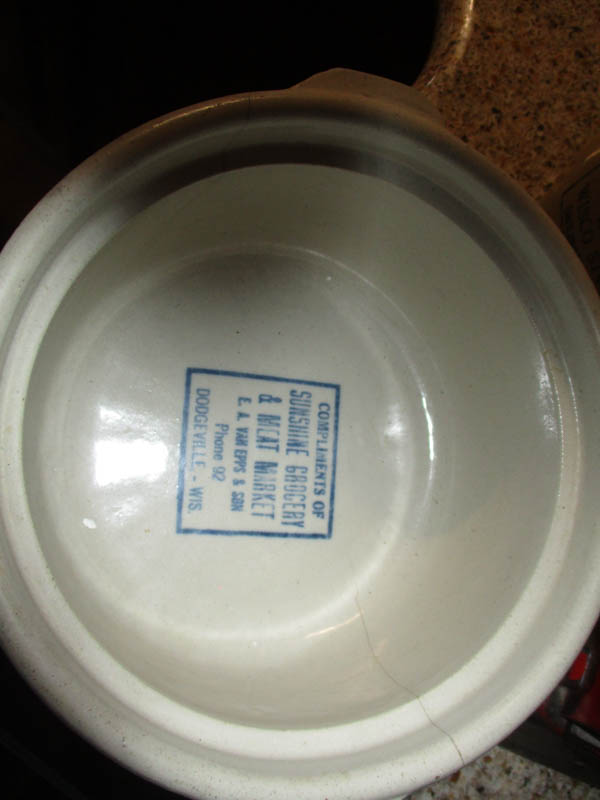 COMPLIMENTS OF
SUNSHINE GROCERY
& MEAT MARKET
E. A. VAN EPPS & SON
Phone 92
DODGEVILLE, - WIS.